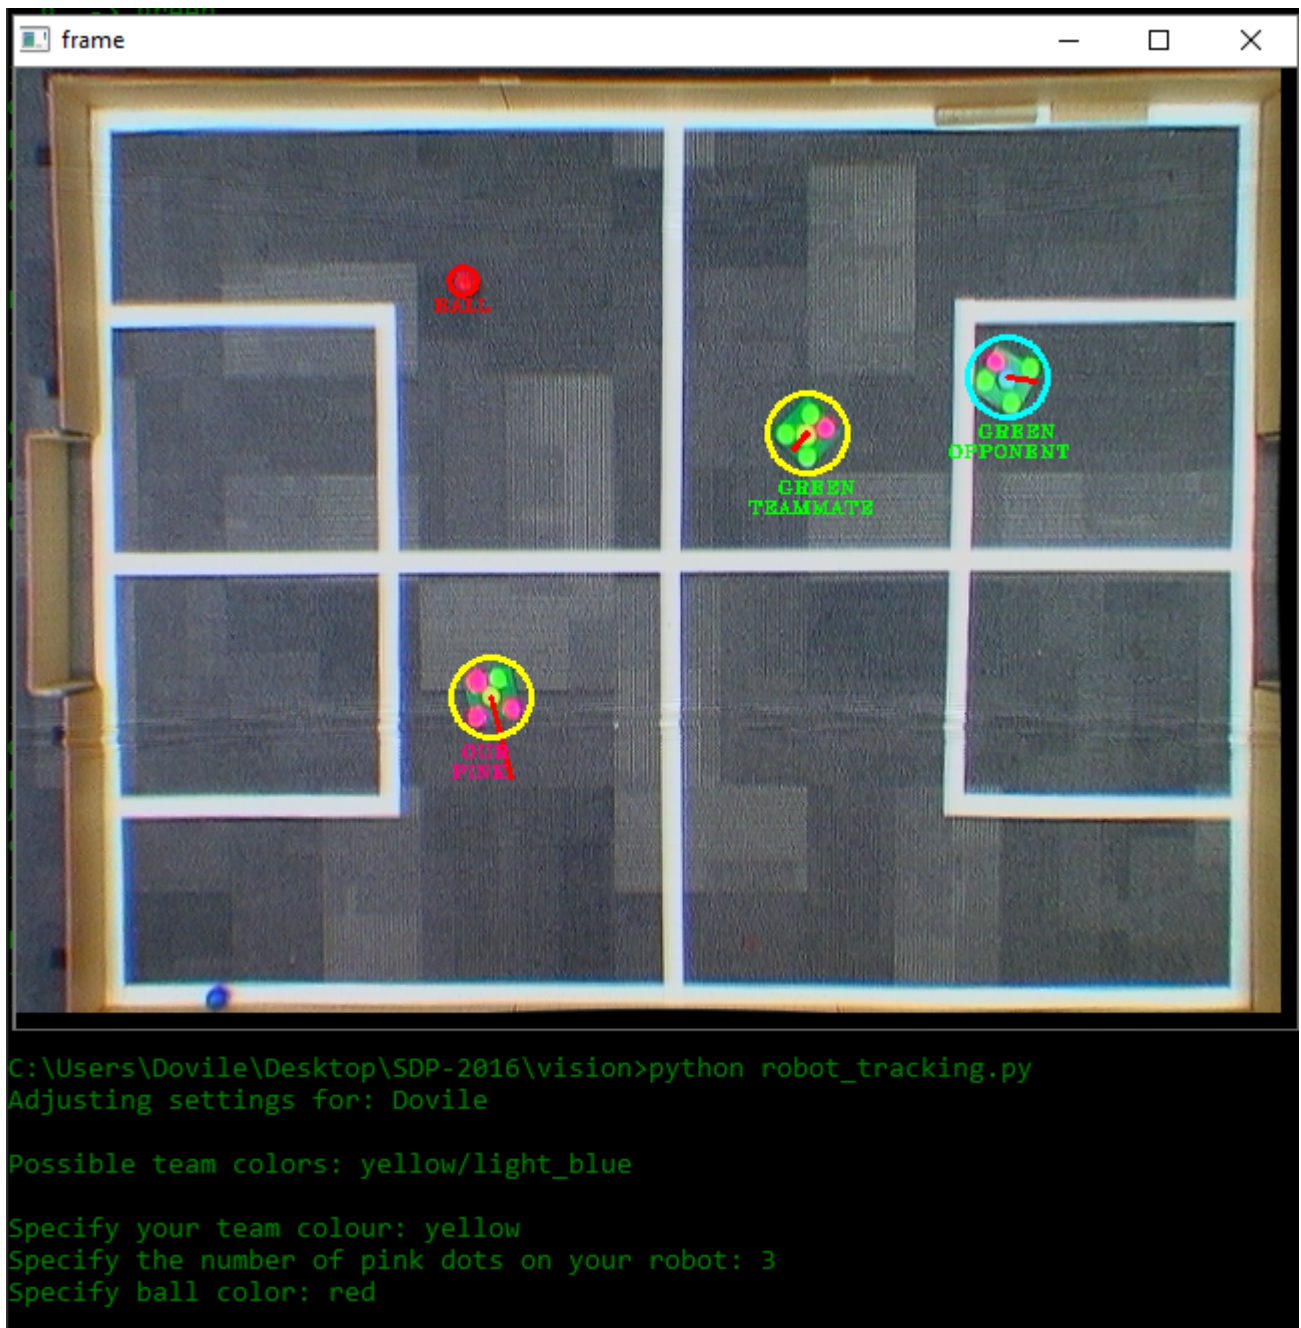 frame
BALL
GREEN
OPPONENT
GREEN
TEAMMATE
OUR
PINK
C:\Users\Dovile\Desktop\SDP-2016\vision>python robot_tracking.py
Adjusting settings for: Dovile
Possible team colors: yellow/light_blue
Specify your team colour: yellow
Specify the number of pink dots on your robot: 3
Specify ball color: red